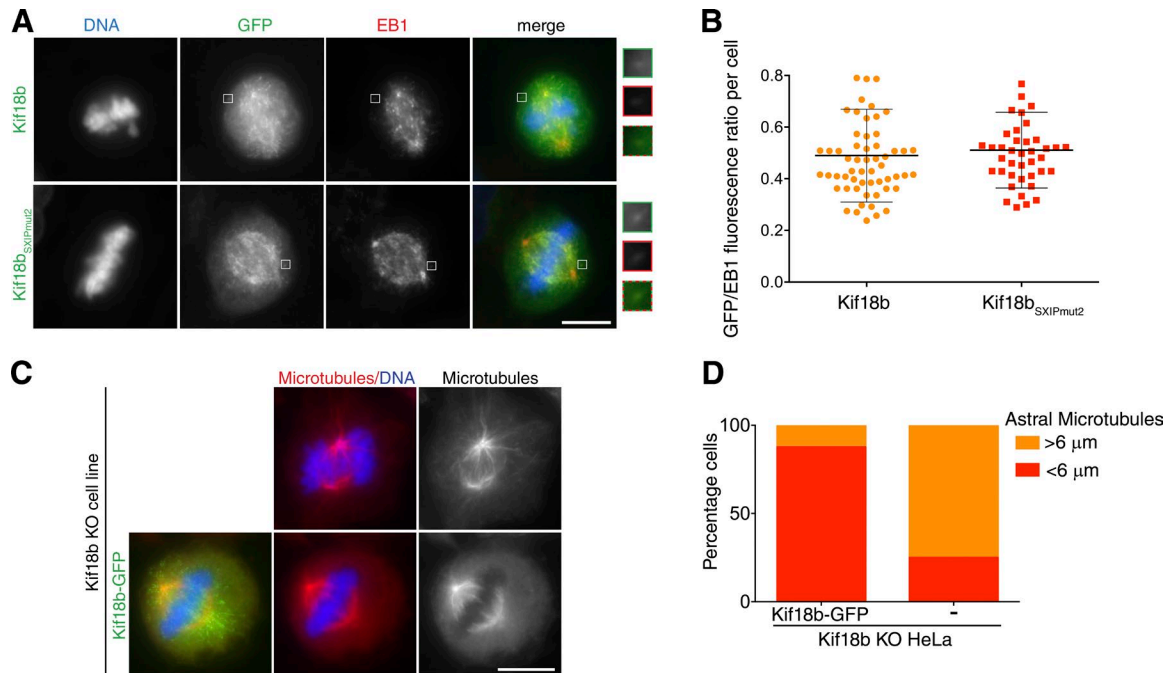 A
DNA
GFP
EB1
merge
Kif18b
Kif18bSXIPmut2
B
GFP/EB1 fluorescence ratio per cell
0.8
0.6
0.4
0.2
0.0
Kif18b
Kif18bSXIPmut2
C
Microtubules/DNA
Microtubules
Kif18b KO cell line
Kif18b-GFP
D
Percentage cells
100
50
0
Kif18b-GFP
-
Kif18b KO HeLa
Astral Microtubules
>6 μm
<6 μm